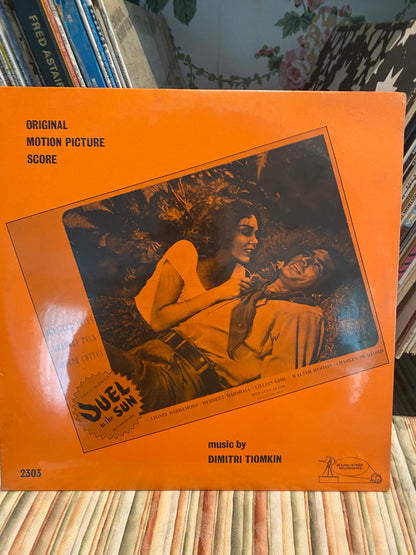 FRED ASTAIR
ORIGINAL
MOTION PICTURE
SCORE
DUEL
in the
SUN
LIONEL BARRYMORE · HERBERT MARSHALL · LILLIAN GISH · WALTER HUSTON · CHARLES BICKFORD
music by
DIMITRI TIOMKIN
2303